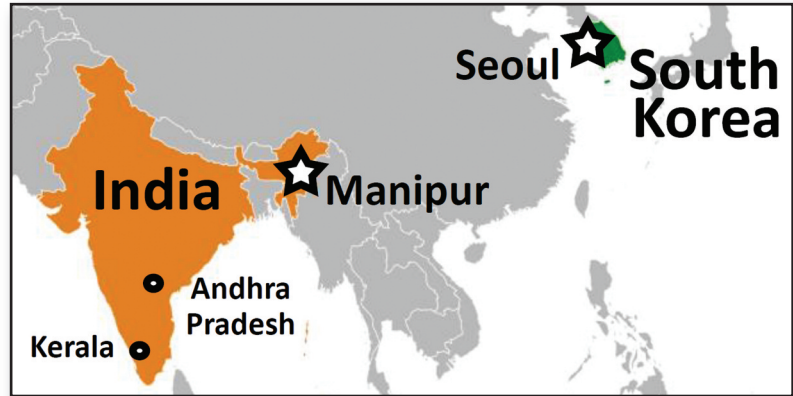 Seoul
South
Korea
India
Manipur
Andhra
Pradesh
Kerala